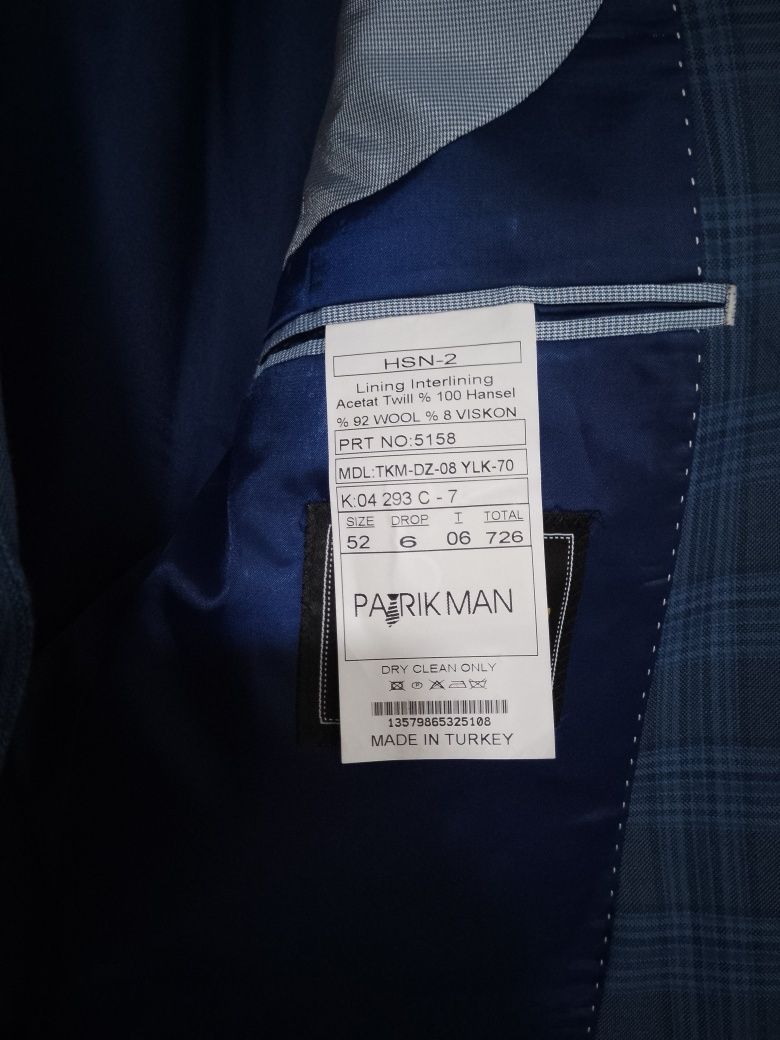 HSN-2
Lining Interlining
Acetat Twill % 100 Hansel
% 92 WOOL % 8 VISKON
PRT NO:5158
MDL:TKM-DZ-08 YLK-70
K:04 293 C - 7
SIZE DROP T TOTAL
52 6 06 726
PATRIK MAN
DRY CLEAN ONLY
13579865325108
MADE IN TURKEY